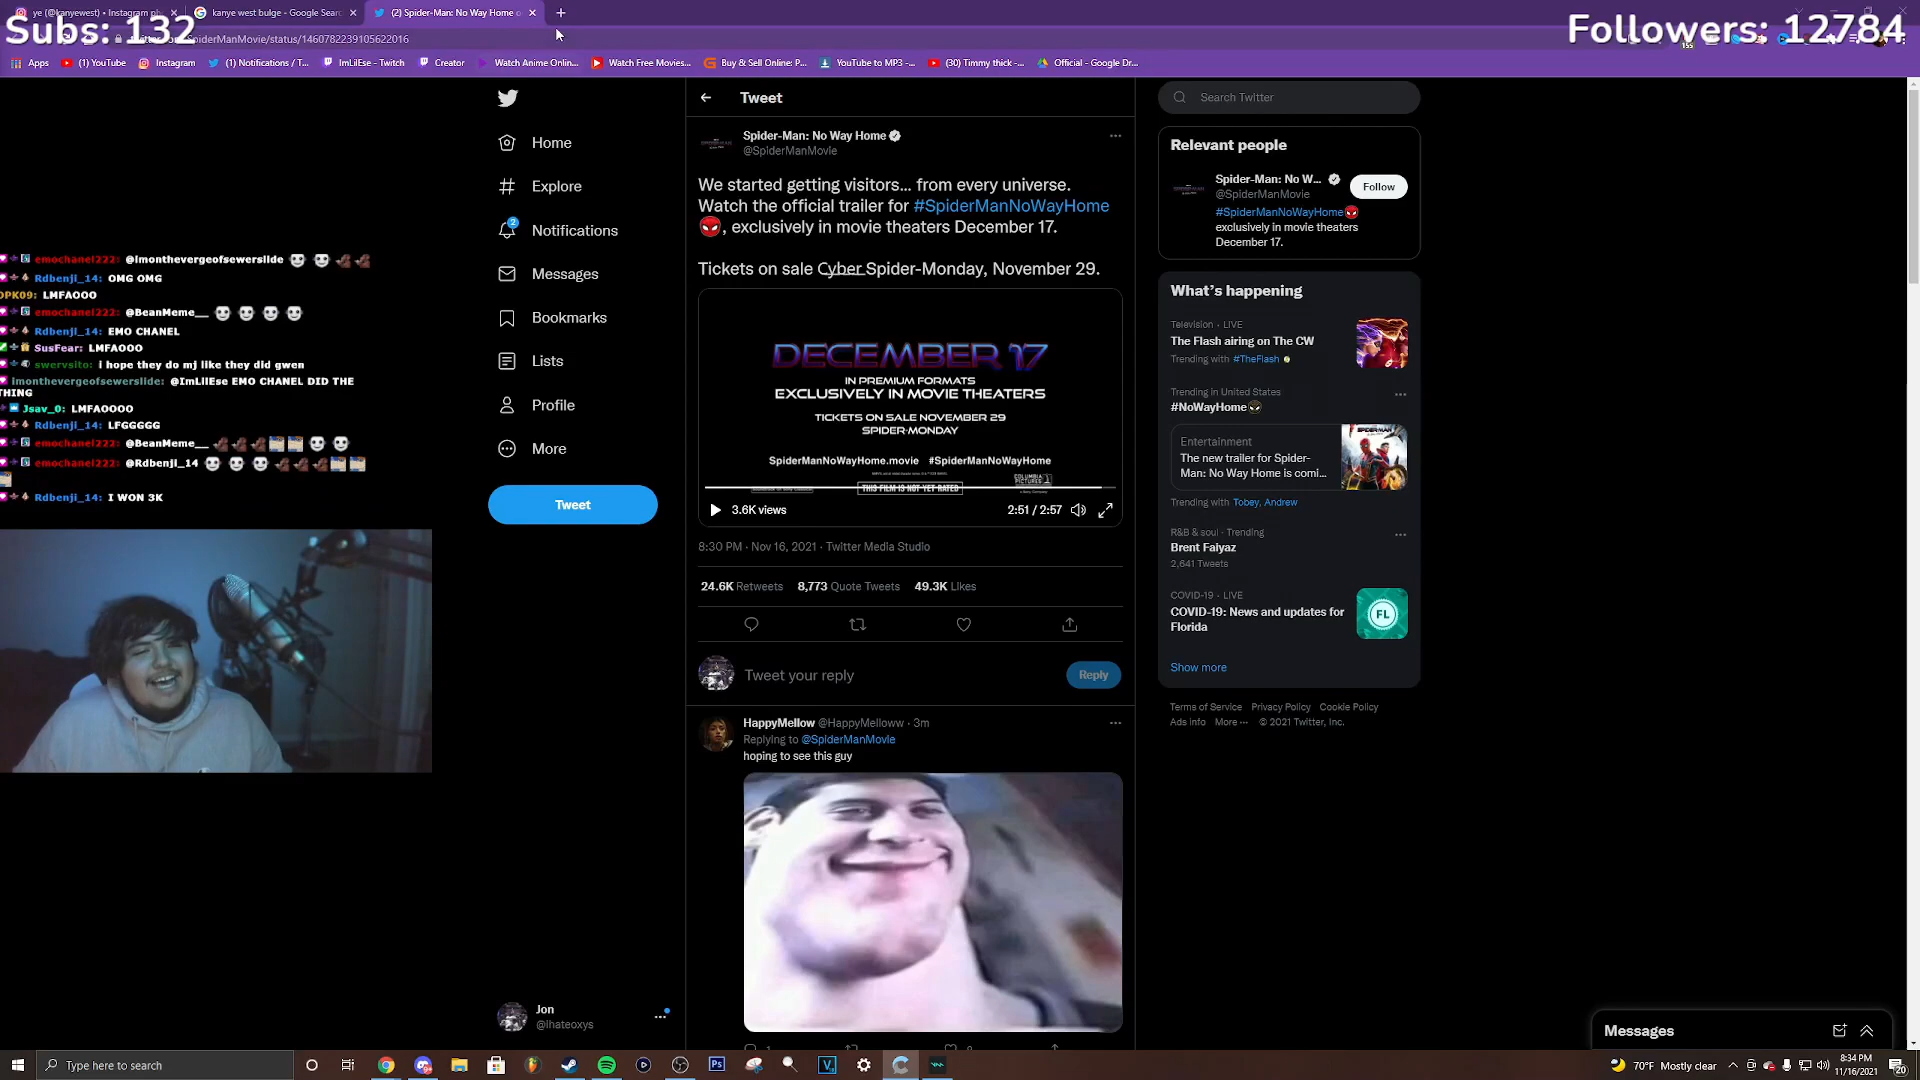 Subs: 132
Followers: 12784
ye (@kanyewest) • Instagram ph
kanye west bulge - Google Sear
(2) Spider-Man: No Way Home o
SpiderManMovie/status/1460782239105622016
Apps
(1) YouTube
Instagram
(1) Notifications / T...
ImLilEse - Twitch
Creator
Watch Anime Onlin...
Watch Free Movies...
Buy & Sell Online: P...
YouTube to MP3 -...
(30) Timmy thick -...
Official - Google Dr...
emochanel222: @imonthevergeofsewerslide
Rdbenji_14: OMG OMG
OPK09: LMFAOOO
emochanel222: @BeanMeme__
Rdbenji_14: EMO CHANEL
SusFear: LMFAOOO
swervsito: i hope they do mj like they did gwen
imonthevergeofsewerslide: @ImLilEse EMO CHANEL DID THE
THING
Jsav_0: LMFAOOOO
Rdbenji_14: LFGGGGG
emochanel222: @BeanMeme__
emochanel222: @Rdbenji_14
Rdbenji_14: I WON 3K
Home
Explore
2
Notifications
Messages
Bookmarks
Lists
Profile
More
Tweet
Jon
@ihateoxys
Tweet
Spider-Man: No Way Home
@SpiderManMovie
We started getting visitors... from every universe.
Watch the official trailer for #SpiderManNoWayHome
, exclusively in movie theaters December 17.
Tickets on sale Cyber Spider-Monday, November 29.
DECEMBER 17
IN PREMIUM FORMATS
EXCLUSIVELY IN MOVIE THEATERS
TICKETS ON SALE NOVEMBER 29
SPIDER-MONDAY
SpiderManNoWayHome.movie #SpiderManNoWayHome
THIS FILM IS NOT YET RATED
COLUMBIA
PICTURES
3.6K views
2:51 / 2:57
8:30 PM · Nov 16, 2021 · Twitter Media Studio
24.6K Retweets 8,773 Quote Tweets 49.3K Likes
Tweet your reply
Reply
HappyMellow @HappyMelloww · 3m
Replying to @SpiderManMovie
hoping to see this guy
Search Twitter
Relevant people
Spider-Man: No W...
@SpiderManMovie
Follow
#SpiderManNoWayHome
exclusively in movie theaters
December 17.
What's happening
Television · LIVE
The Flash airing on The CW
Trending with #TheFlash
Trending in United States
#NoWayHome
Entertainment
The new trailer for Spider-
Man: No Way Home is comi...
Trending with Tobey, Andrew
R&B & soul · Trending
Brent Faiyaz
2,641 Tweets
COVID-19 · LIVE
COVID-19: News and updates for
Florida
FL
Show more
Terms of Service Privacy Policy Cookie Policy
Ads info More ··· © 2021 Twitter, Inc.
Messages
Type here to search
70°F Mostly clear
8:34 PM
11/16/2021
20